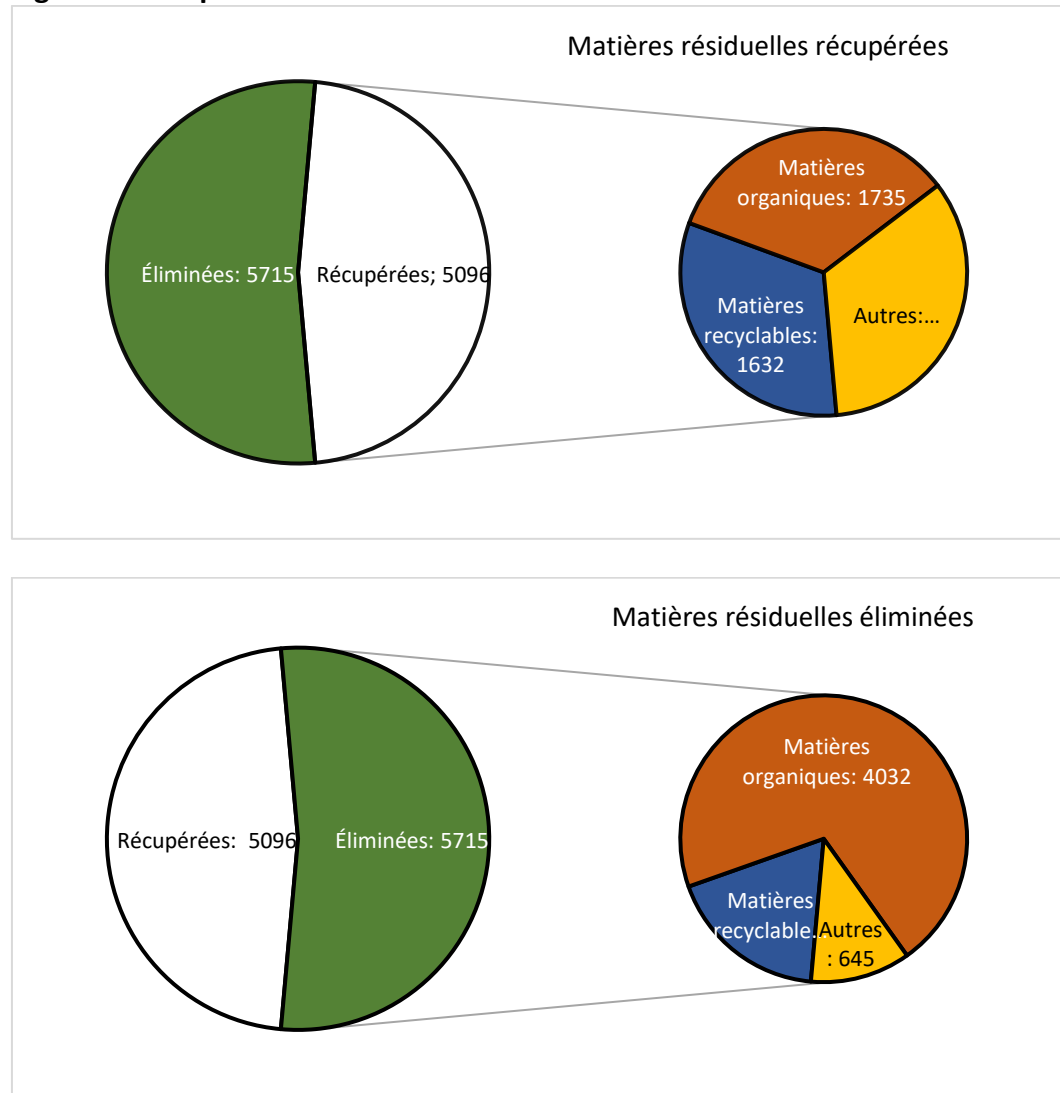 Matières résiduelles récupérées
Éliminées: 5715
Récupérées; 5096
Matières
organiques: 1735
Matières
recyclables:
1632
Autres:…
Matières résiduelles éliminées
Récupérées:  5096
Éliminées: 5715
Matières
organiques: 4032
Matières
recyclable…
Autres
: 645